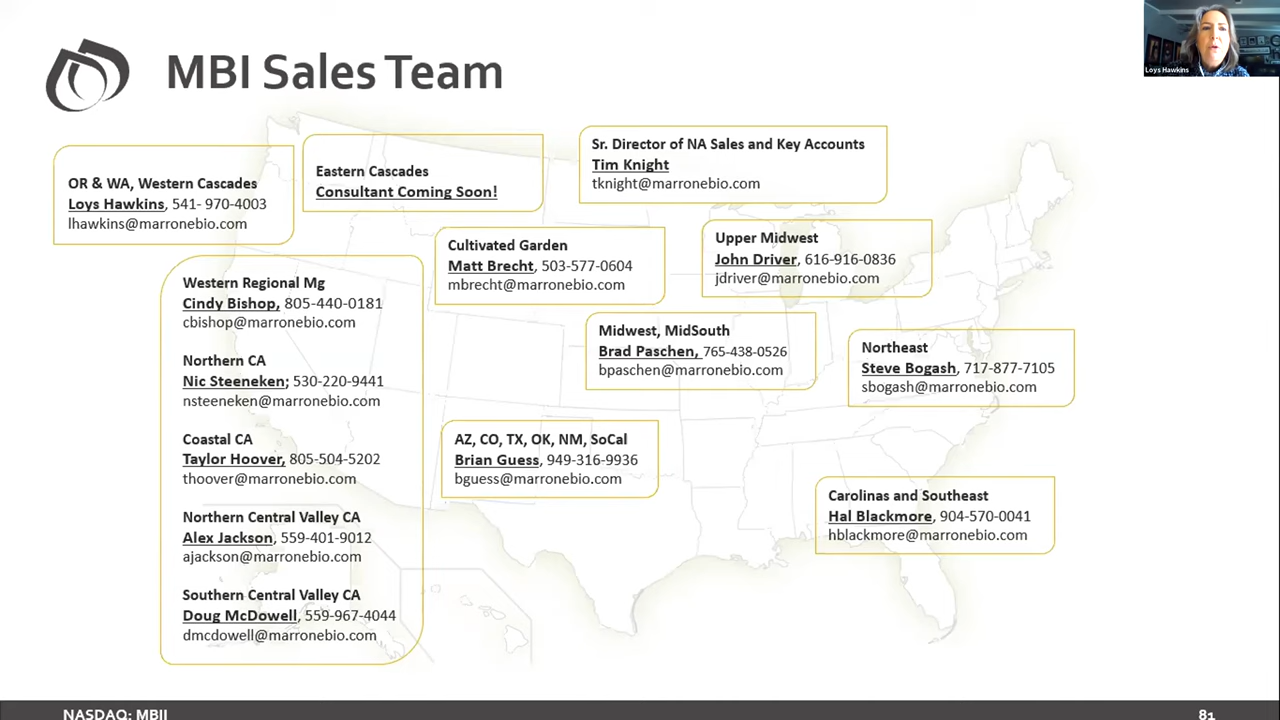 MBI Sales Team
Loys Hawkins
OR & WA, Western Cascades
Loys Hawkins, 541- 970-4003
lhawkins@marronebio.com
Eastern Cascades
Consultant Coming Soon!
Sr. Director of NA Sales and Key Accounts
Tim Knight
tknight@marronebio.com
Cultivated Garden
Matt Brecht, 503-577-0604
mbrecht@marronebio.com
Upper Midwest
John Driver, 616-916-0836
jdriver@marronebio.com
Western Regional Mg
Cindy Bishop, 805-440-0181
cbishop@marronebio.com
Northern CA
Nic Steeneken; 530-220-9441
nsteeneken@marronebio.com
Coastal CA
Taylor Hoover, 805-504-5202
thoover@marronebio.com
Northern Central Valley CA
Alex Jackson, 559-401-9012
ajackson@marronebio.com
Southern Central Valley CA
Doug McDowell, 559-967-4044
dmcdowell@marronebio.com
Midwest, MidSouth
Brad Paschen, 765-438-0526
bpaschen@marronebio.com
Northeast
Steve Bogash, 717-877-7105
sbogash@marronebio.com
AZ, CO, TX, OK, NM, SoCal
Brian Guess, 949-316-9936
bguess@marronebio.com
Carolinas and Southeast
Hal Blackmore, 904-570-0041
hblackmore@marronebio.com
NASDAQ: MBII
81